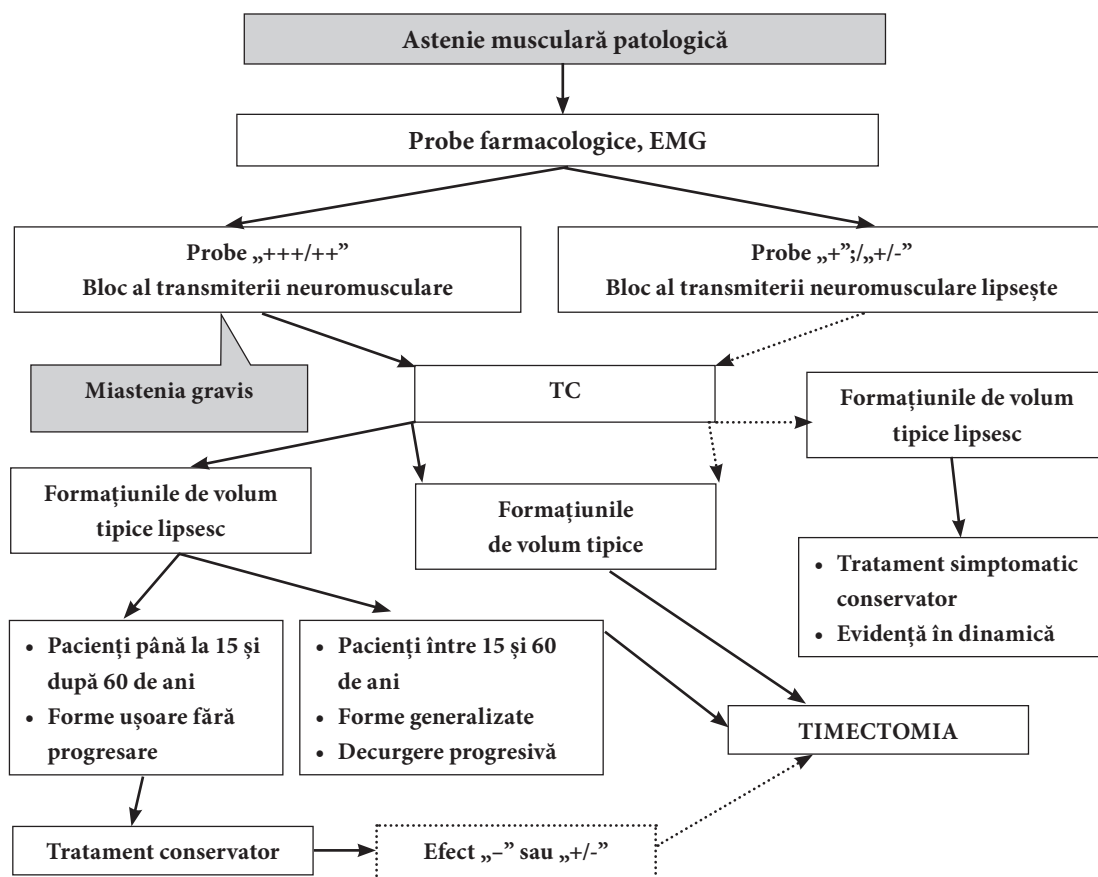 Astenie musculară patologică
Probe farmacologice, EMG
Probe „+++/++”
Bloc al transmiterii neuromusculare
Probe „+”;/„+/-”
Bloc al transmiterii neuromusculare lipsește
Miastenia gravis
TC
Formațiunile de volum
tipice lipsesc
Formațiunile de volum
tipice lipsesc
Formațiunile
de volum tipice
• Tratament simptomatic
conservator
• Evidență în dinamică
• Pacienți până la 15 și
după 60 de ani
• Forme ușoare fără
progresare
• Pacienți între 15 și 60
de ani
• Forme generalizate
• Decurgere progresivă
TIMECTOMIA
Tratament conservator
Efect „–” sau „+/-”